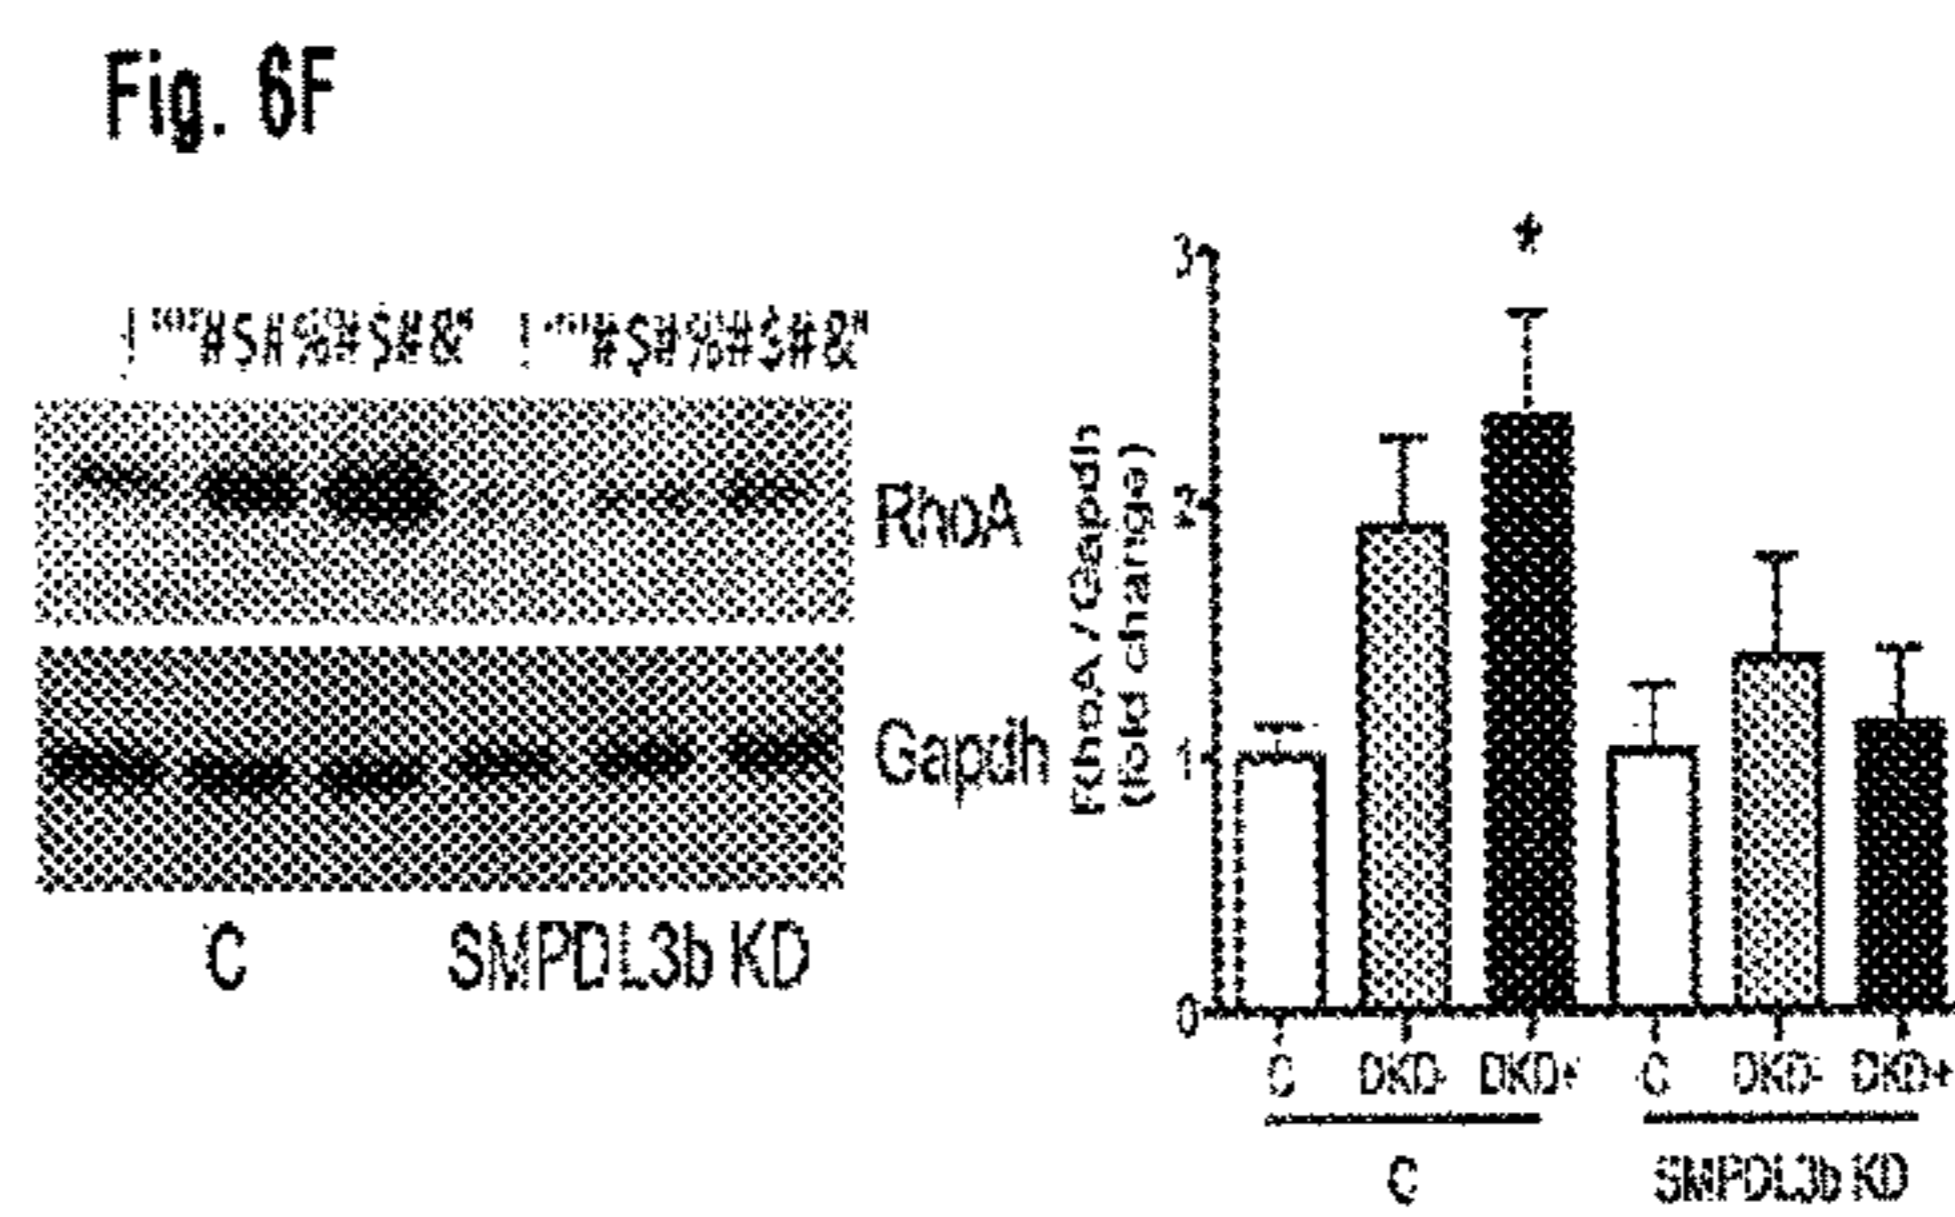 Fig. 6F
! """#$#%"#$#&" ! """#$#%"#$#&"
RhoA
Gapdh
C SMPDL3b KD
RhoA / Gapdh
(fold change)
3
2
1
0
*
C DKD- DKD+ C DKD- DKD+
C SMPDL3b KD